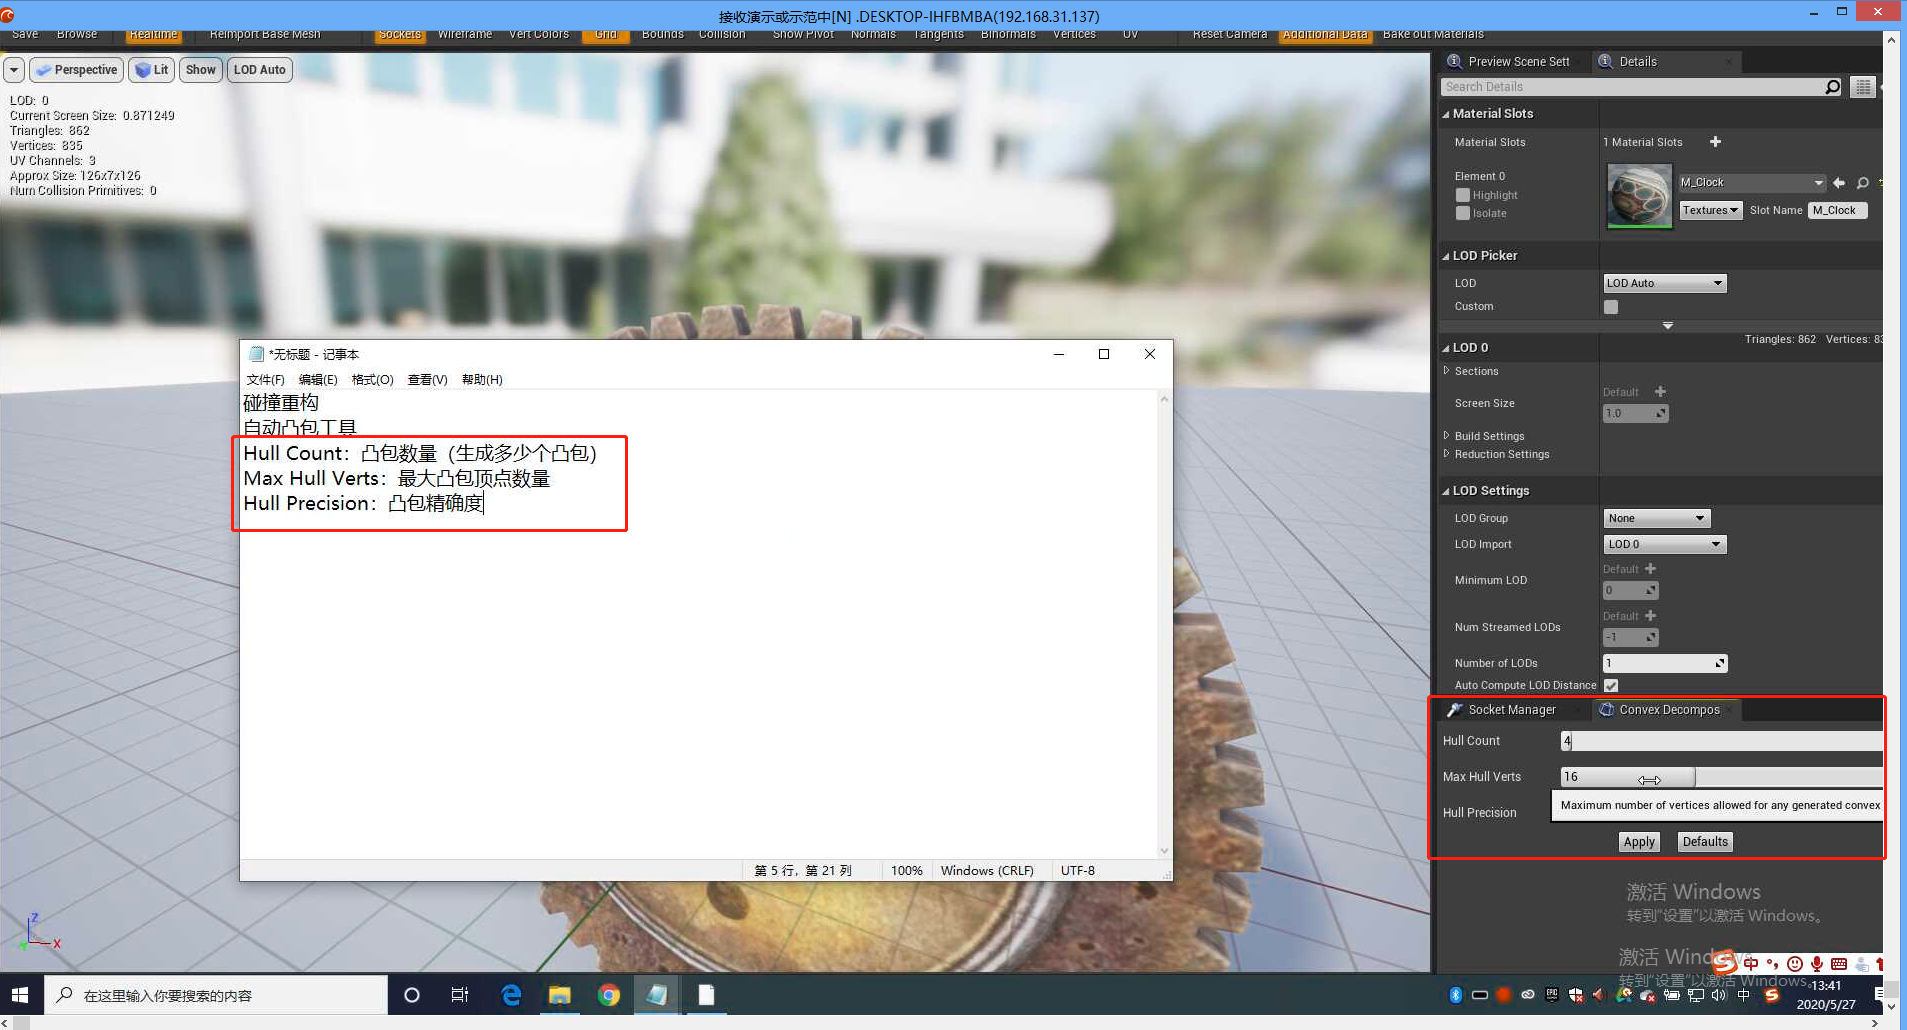 接收演示或示范中[N] .DESKTOP-IHFBMBA(192.168.31.137)
Save Browse Realtime Reimport Base Mesh Sockets Wireframe Vert Colors Grid Bounds Collision Show Pivot Normals Tangents Binormals Vertices UV Reset Camera Additional Data Bake out Materials
Perspective Lit Show LOD Auto
LOD: 0
Current Screen Size: 0.871249
Triangles: 862
Vertices: 835
UV Channels: 3
Approx Size: 126x7x126
Num Collision Primitives: 0
*无标题 - 记事本
文件(F) 编辑(E) 格式(O) 查看(V) 帮助(H)
碰撞重构
自动凸包工具
Hull Count：凸包数量（生成多少个凸包）
Max Hull Verts：最大凸包顶点数量
Hull Precision：凸包精确度
第 5 行，第 21 列 100% Windows (CRLF) UTF-8
Z
X
Preview Scene Sett Details
Search Details
Material Slots
Material Slots 1 Material Slots
Element 0
Highlight
Isolate
M_Clock
Textures Slot Name M_Clock
LOD Picker
LOD LOD Auto
Custom
LOD 0 Triangles: 862 Vertices: 83
Sections
Default
Screen Size 1.0
Build Settings
Reduction Settings
LOD Settings
LOD Group None
LOD Import LOD 0
Default
Minimum LOD 0
Default
Num Streamed LODs -1
Number of LODs 1
Auto Compute LOD Distance
Socket Manager Convex Decompos
Hull Count 4
Max Hull Verts 16
Maximum number of vertices allowed for any generated convex
Hull Precision
Apply Defaults
激活 Windows
转到“设置”以激活 Windows。
激活 Windows
转到“设置”以激活 Windows。
中
在这里输入你要搜索的内容
中
13:41
2020/5/27